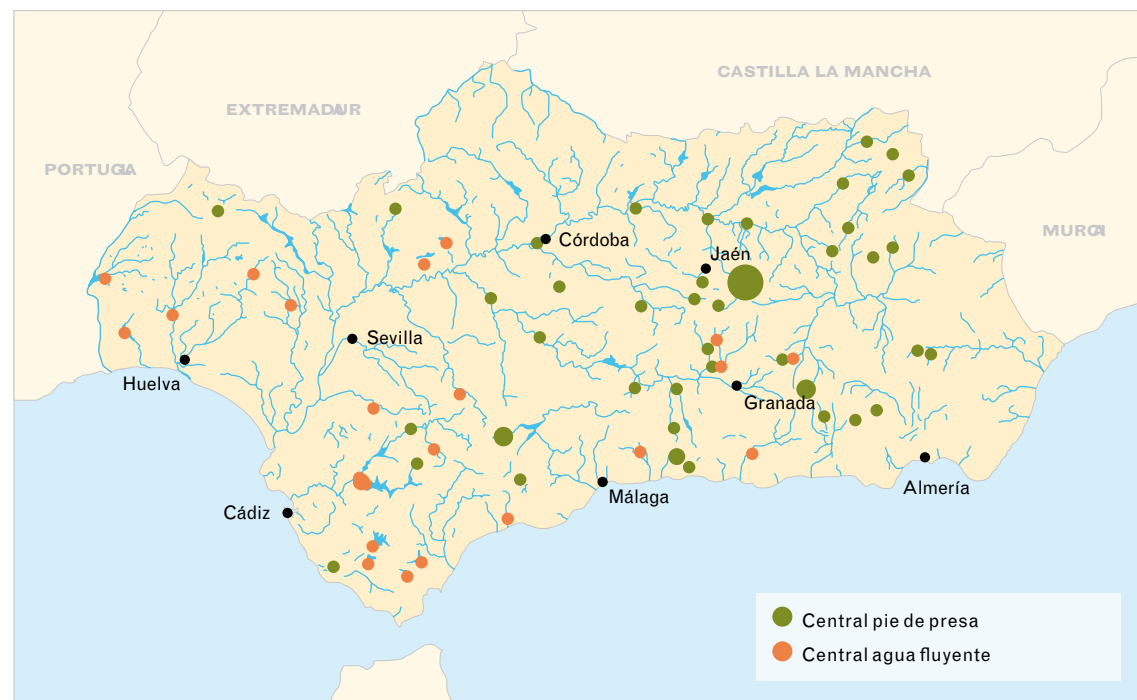 CASTILLA LA MANCHA
EXTREMADUR
PORTUGA
MURCIA
Córdoba
Jaén
Sevilla
Huelva
Granada
Almería
Málaga
Cádiz
Central pie de presa
Central agua fluyente